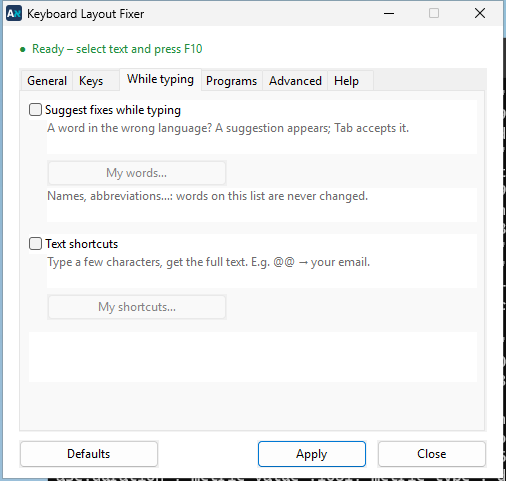 Keyboard Layout Fixer
● Ready – select text and press F10
General Keys While typing Programs Advanced Help
Suggest fixes while typing
A word in the wrong language? A suggestion appears; Tab accepts it.
My words...
Names, abbreviations...: words on this list are never changed.
Text shortcuts
Type a few characters, get the full text. E.g. @@ → your email.
My shortcuts...
Defaults Apply Close